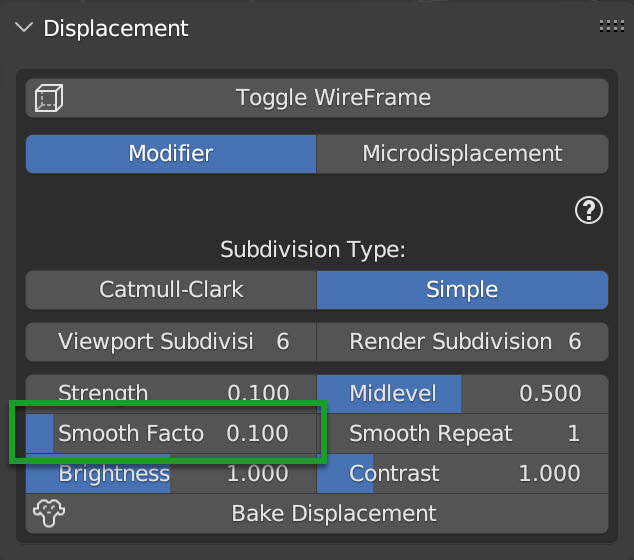 Displacement
Toggle WireFrame
Modifier Microdisplacement
?
Subdivision Type:
Catmull-Clark Simple
Viewport Subdivisi 6 Render Subdivision 6
Strength 0.100 Midlevel 0.500
Smooth Facto 0.100 Smooth Repeat 1
Brightness 1.000 Contrast 1.000
Bake Displacement